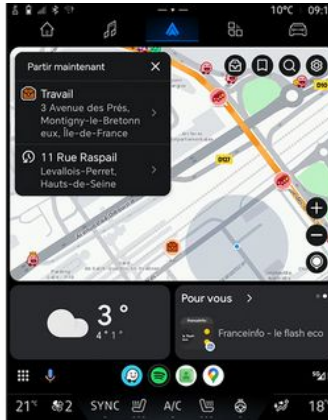 10°C 09:1
Partir maintenant
Travail
3 Avenue des Prés,
Montigny-le-Bretonn
eux, Île-de-France
11 Rue Raspail
Levallois-Perret,
Hauts-de-Seine
D127
D10
3°
4° 1°
Pour vous
Franceinfo - le flash eco
21° 2 SYNC A/C 18°